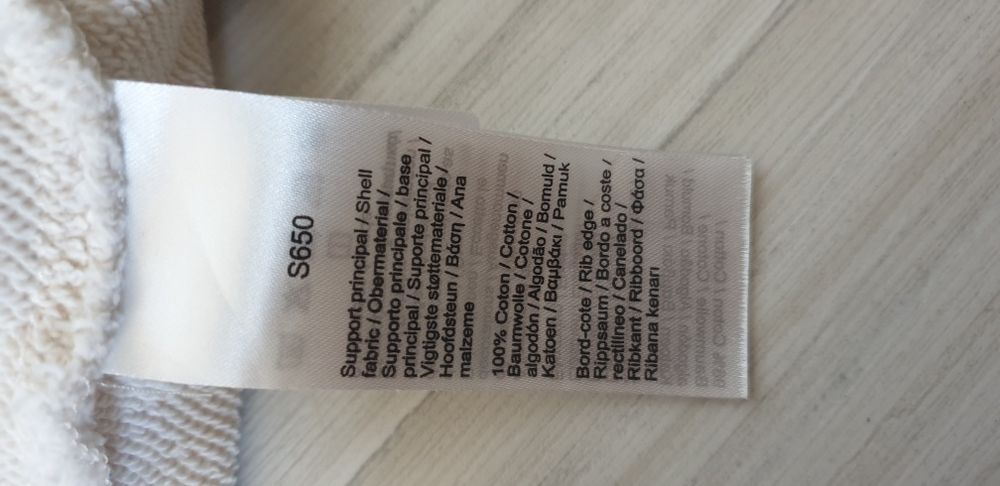 S650
Support principal / Shell
fabric / Obermaterial /
Supporto principale / base
principal / Suporte principal /
Vigtigste støttemateriale /
Hoofdsteun / Βάση / Ana
malzeme
100% Coton / Cotton /
Baumwolle / Cotone /
algodón / Algodão / Bomuld /
Katoen / Βαμβάκι / Pamuk
Bord-cote / Rib edge /
Rippsaum / Bordo a coste /
rectilíneo / Canelado /
Ribkant / Ribboord / Φάσα /
Ribana kenarı